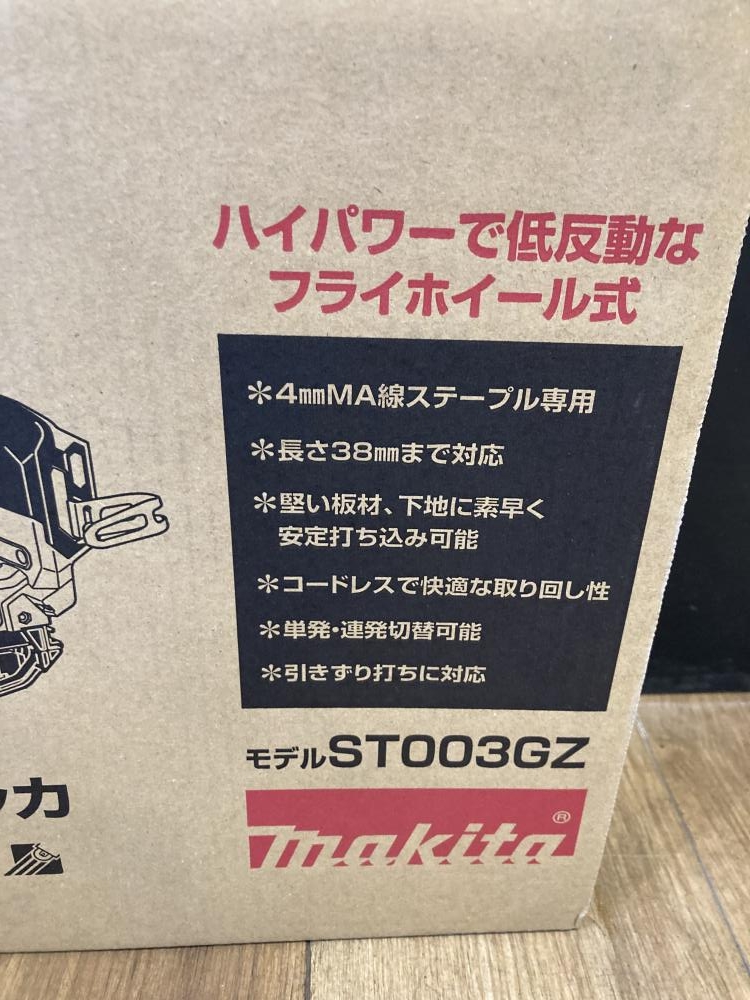 ハイパワーで低反動な
フライホイール式
＊4mmMA線ステープル専用
＊長さ38mmまで対応
＊堅い板材、下地に素早く
安定打ち込み可能
＊コードレスで快適な取り回し性
＊単発・連発切替可能
＊引きずり打ちに対応
モデルST003GZ
makita®
カ